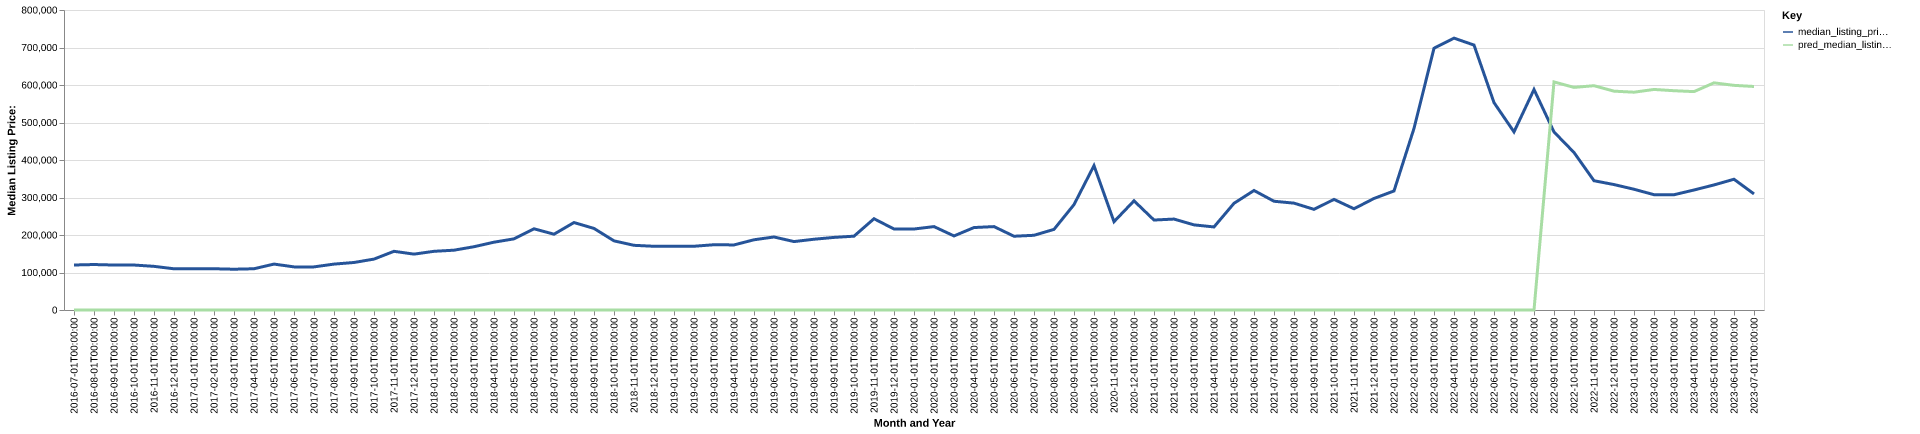 800,000
700,000
600,000
500,000
400,000
300,000
200,000
100,000
0
Median Listing Price:
2016-07-01T00:00:00
2016-08-01T00:00:00
2016-09-01T00:00:00
2016-10-01T00:00:00
2016-11-01T00:00:00
2016-12-01T00:00:00
2017-01-01T00:00:00
2017-02-01T00:00:00
2017-03-01T00:00:00
2017-04-01T00:00:00
2017-05-01T00:00:00
2017-06-01T00:00:00
2017-07-01T00:00:00
2017-08-01T00:00:00
2017-09-01T00:00:00
2017-10-01T00:00:00
2017-11-01T00:00:00
2017-12-01T00:00:00
2018-01-01T00:00:00
2018-02-01T00:00:00
2018-03-01T00:00:00
2018-04-01T00:00:00
2018-05-01T00:00:00
2018-06-01T00:00:00
2018-07-01T00:00:00
2018-08-01T00:00:00
2018-09-01T00:00:00
2018-10-01T00:00:00
2018-11-01T00:00:00
2018-12-01T00:00:00
2019-01-01T00:00:00
2019-02-01T00:00:00
2019-03-01T00:00:00
2019-04-01T00:00:00
2019-05-01T00:00:00
2019-06-01T00:00:00
2019-07-01T00:00:00
2019-08-01T00:00:00
2019-09-01T00:00:00
2019-10-01T00:00:00
2019-11-01T00:00:00
2019-12-01T00:00:00
2020-01-01T00:00:00
2020-02-01T00:00:00
2020-03-01T00:00:00
2020-04-01T00:00:00
2020-05-01T00:00:00
2020-06-01T00:00:00
2020-07-01T00:00:00
2020-08-01T00:00:00
2020-09-01T00:00:00
2020-10-01T00:00:00
2020-11-01T00:00:00
2020-12-01T00:00:00
2021-01-01T00:00:00
2021-02-01T00:00:00
2021-03-01T00:00:00
2021-04-01T00:00:00
2021-05-01T00:00:00
2021-06-01T00:00:00
2021-07-01T00:00:00
2021-08-01T00:00:00
2021-09-01T00:00:00
2021-10-01T00:00:00
2021-11-01T00:00:00
2021-12-01T00:00:00
2022-01-01T00:00:00
2022-02-01T00:00:00
2022-03-01T00:00:00
2022-04-01T00:00:00
2022-05-01T00:00:00
2022-06-01T00:00:00
2022-07-01T00:00:00
2022-08-01T00:00:00
2022-09-01T00:00:00
2022-10-01T00:00:00
2022-11-01T00:00:00
2022-12-01T00:00:00
2023-01-01T00:00:00
2023-02-01T00:00:00
2023-03-01T00:00:00
2023-04-01T00:00:00
2023-05-01T00:00:00
2023-06-01T00:00:00
2023-07-01T00:00:00
Month and Year
Key
median_listing_pri…
pred_median_listin…